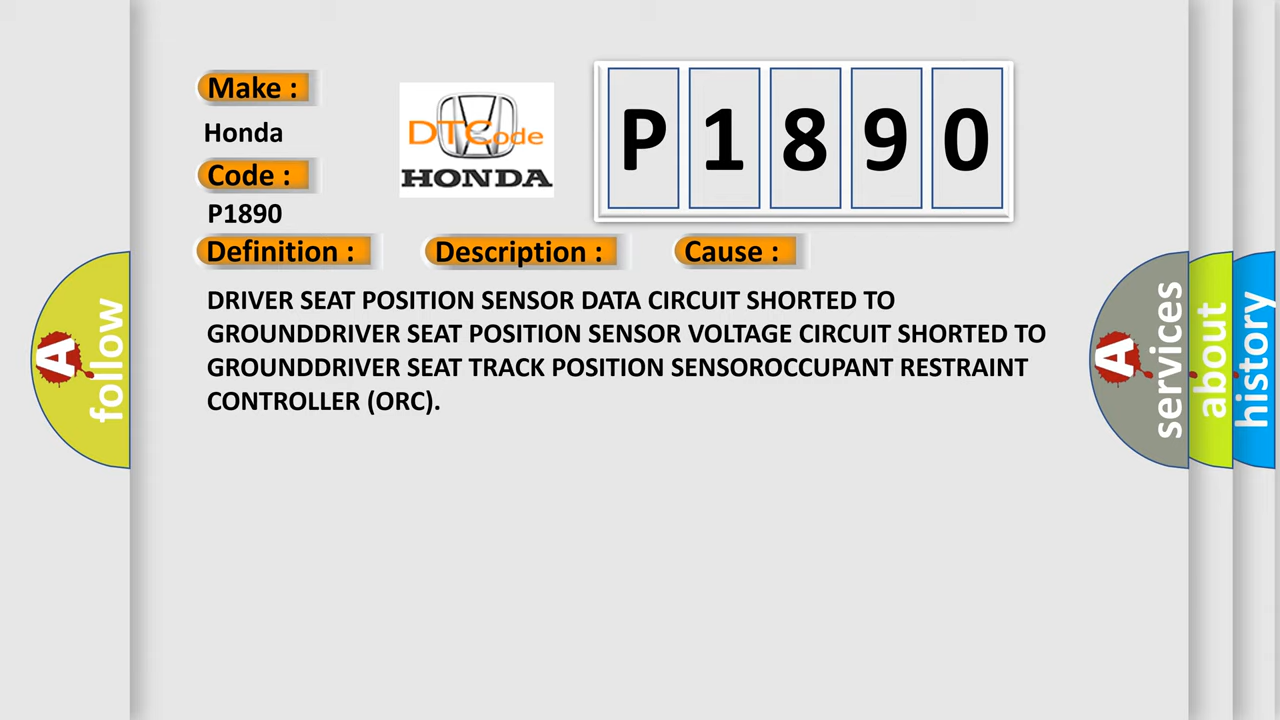 Make :
Honda
Code :
P1890
DTCode
HONDA
P 1 8 9 0
Definition :
Description :
Cause :
DRIVER SEAT POSITION SENSOR DATA CIRCUIT SHORTED TO
GROUNDDRIVER SEAT POSITION SENSOR VOLTAGE CIRCUIT SHORTED TO
GROUNDDRIVER SEAT TRACK POSITION SENSOROCCUPANT RESTRAINT
CONTROLLER (ORC).
A
follow
A
services
about
history